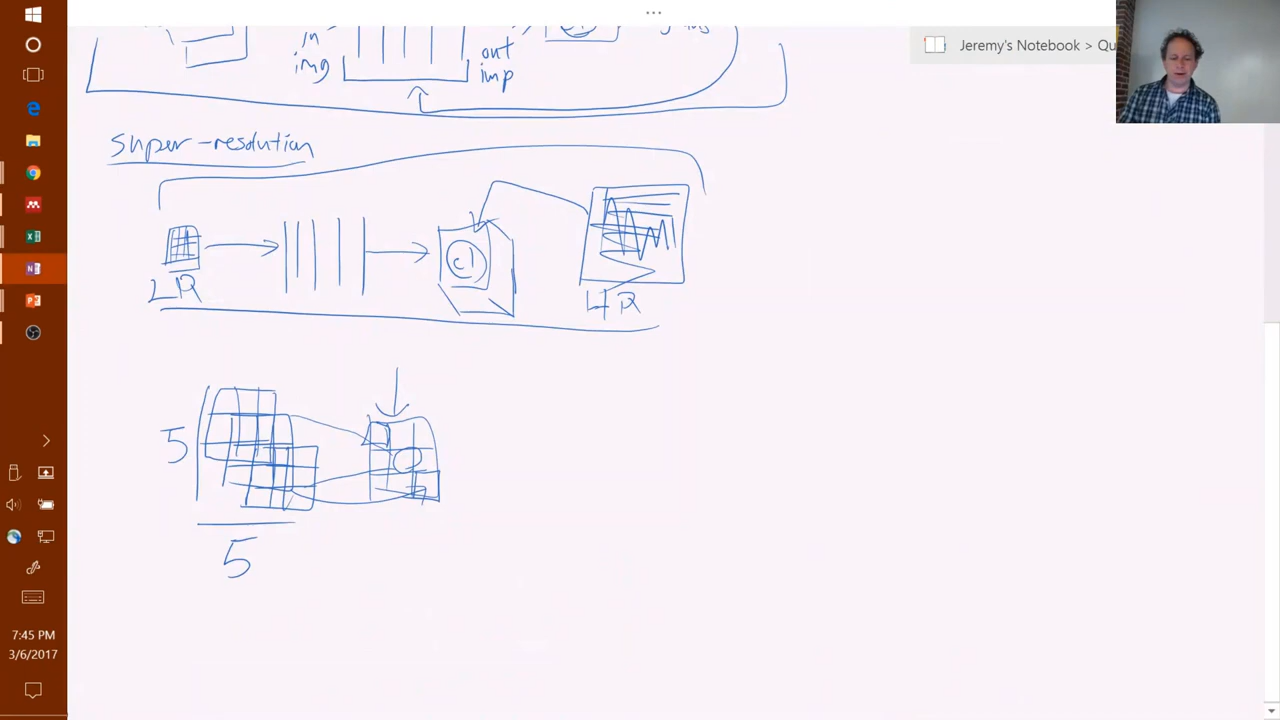 Jeremy's Notebook > Qu
in
img
out
imp
super-resolution
LR
HR
5
5
7:45 PM
3/6/2017